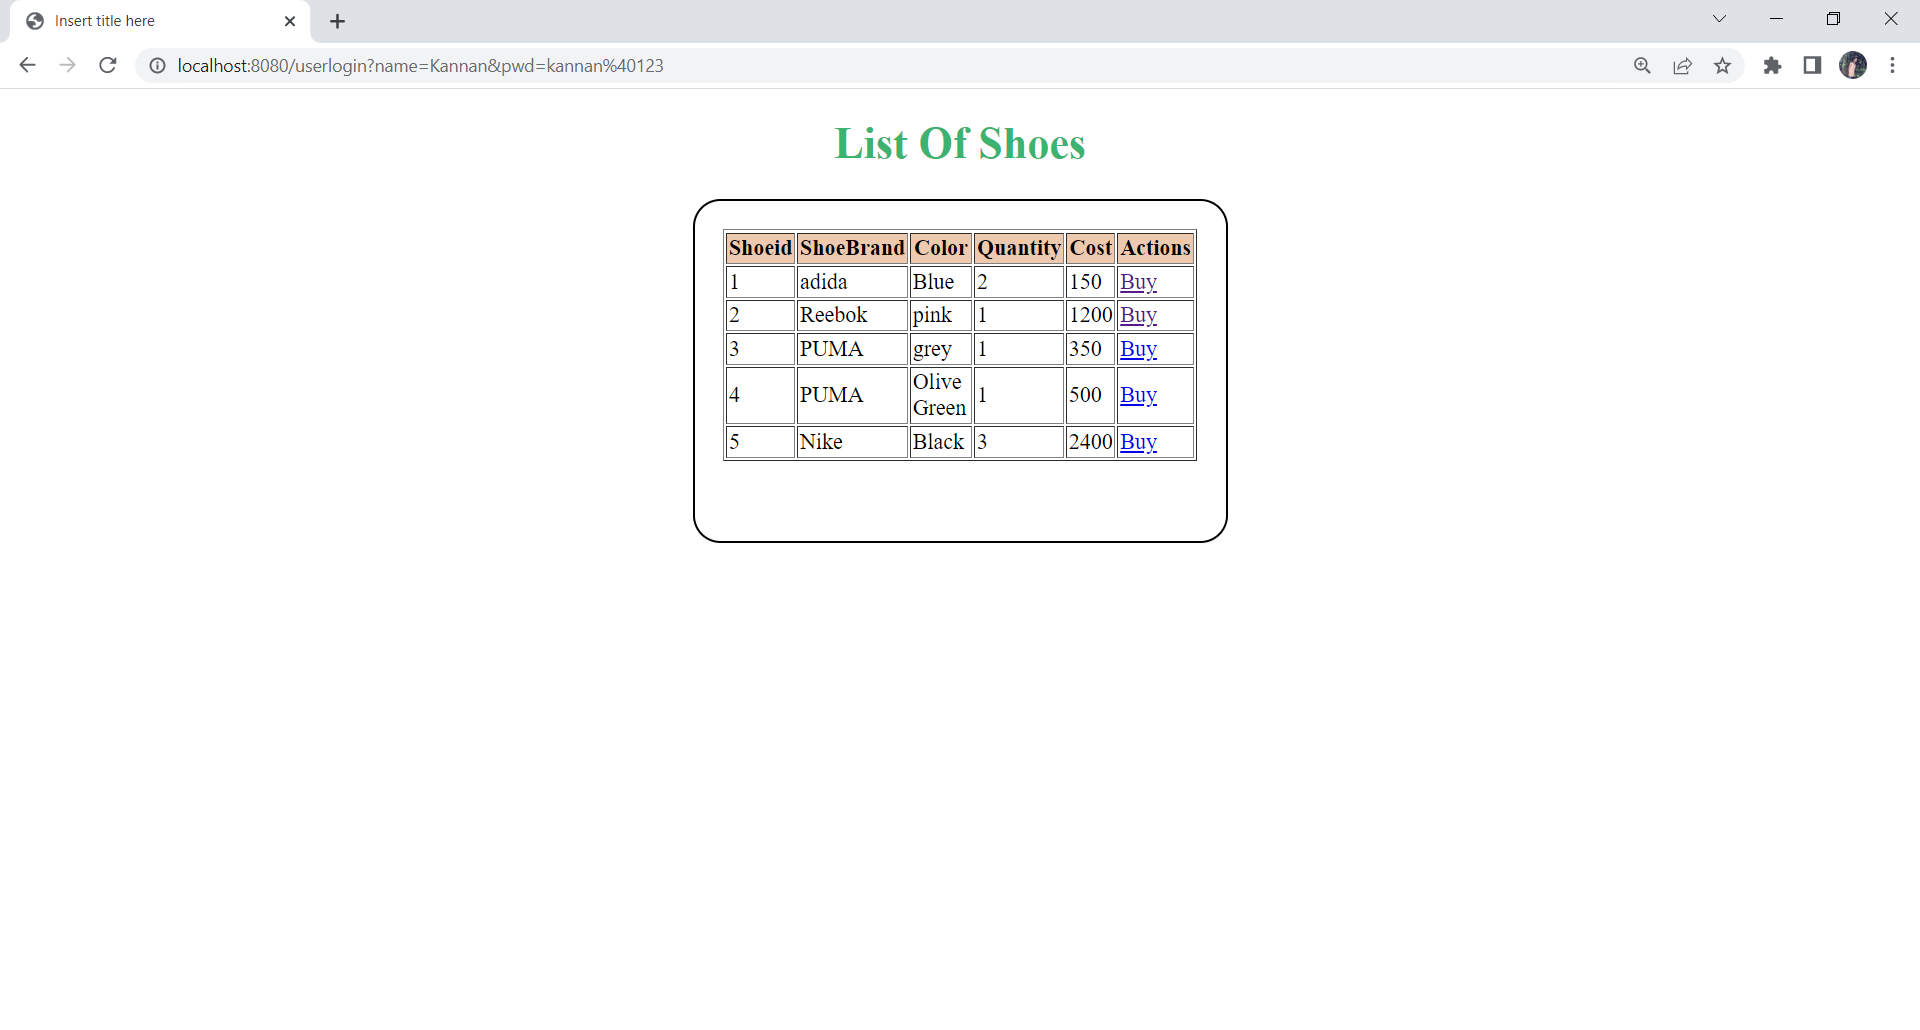 Insert title here
localhost:8080/userlogin?name=Kannan&pwd=kannan%40123
List Of Shoes
Shoeid ShoeBrand Color Quantity Cost Actions
1 adida Blue 2 150 Buy
2 Reebok pink 1 1200 Buy
3 PUMA grey 1 350 Buy
4 PUMA Olive Green 1 500 Buy
5 Nike Black 3 2400 Buy